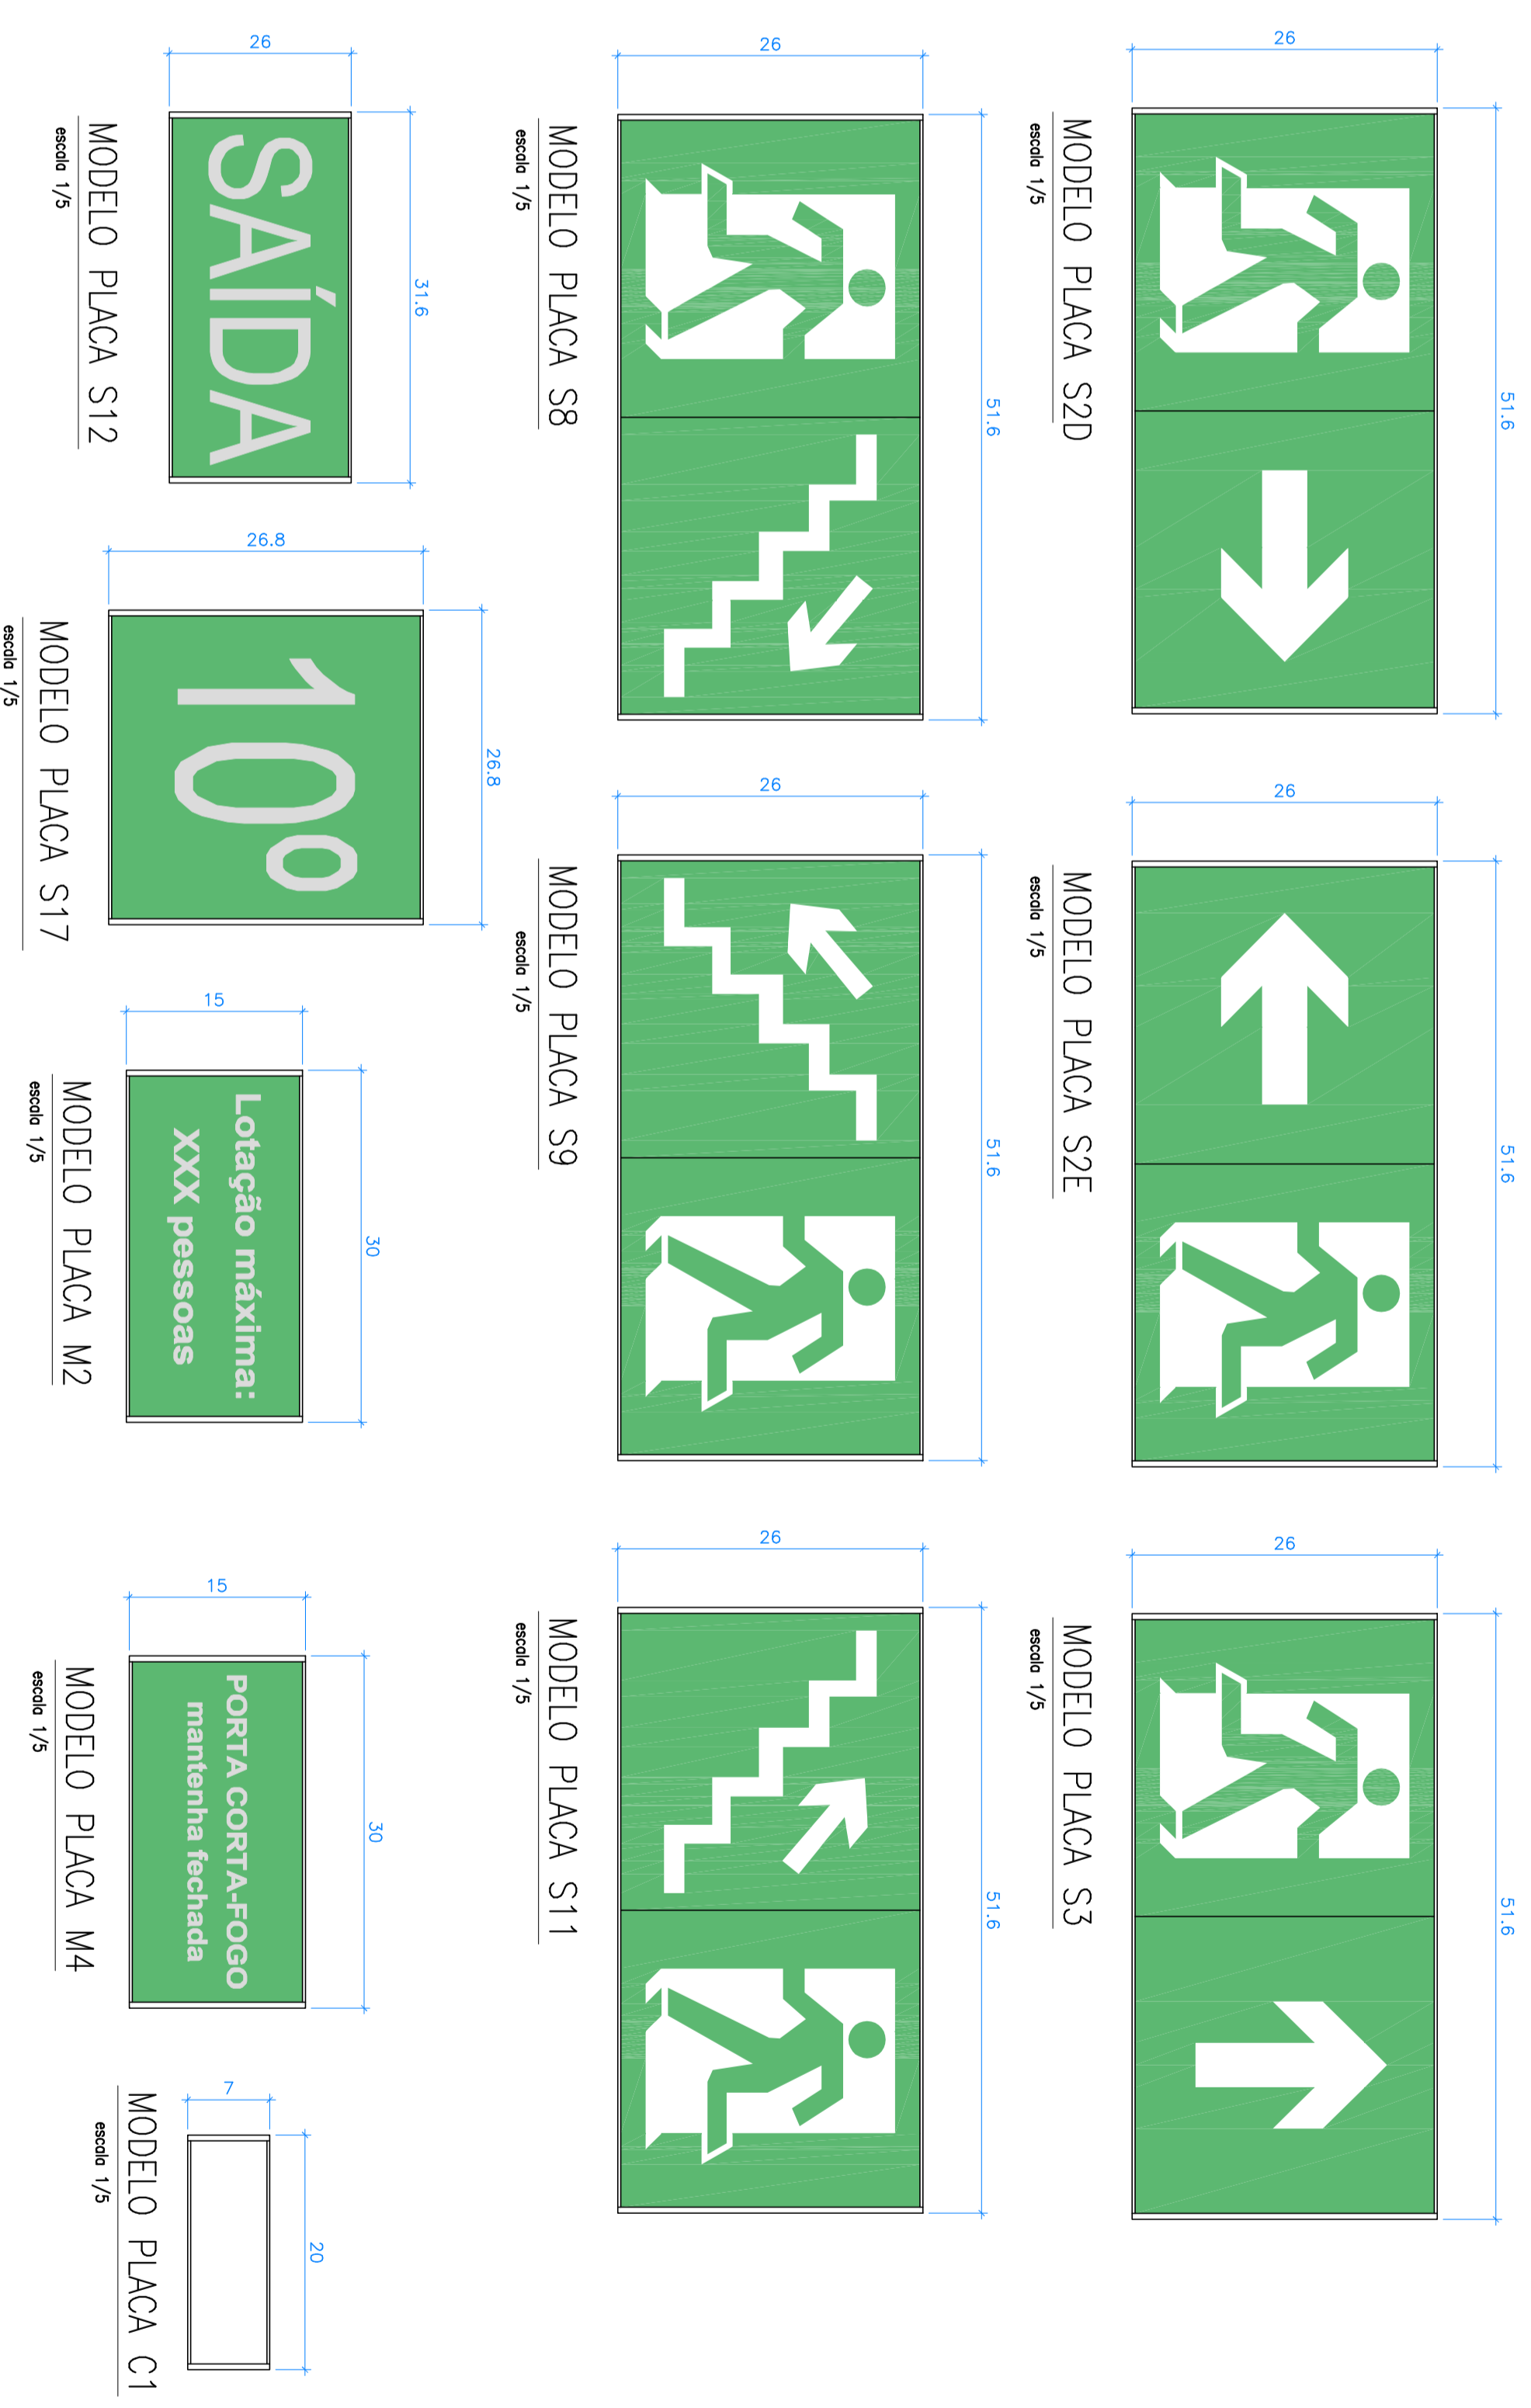 51.6
26
MODELO PLACA S2D
escala 1/5
51.6
26
MODELO PLACA S2E
escala 1/5
51.6
26
MODELO PLACA S3
escala 1/5
51.6
26
MODELO PLACA S8
escala 1/5
51.6
26
MODELO PLACA S9
escala 1/5
51.6
26
MODELO PLACA S11
escala 1/5
31.6
26
SAÍDA
MODELO PLACA S12
escala 1/5
26.8
26.8
10º
MODELO PLACA S17
escala 1/5
30
15
Lotação máxima:
XXX pessoas
MODELO PLACA M2
escala 1/5
30
15
PORTA CORTA-FOGO
mantenha fechada
MODELO PLACA M4
escala 1/5
20
7
MODELO PLACA C1
escala 1/5